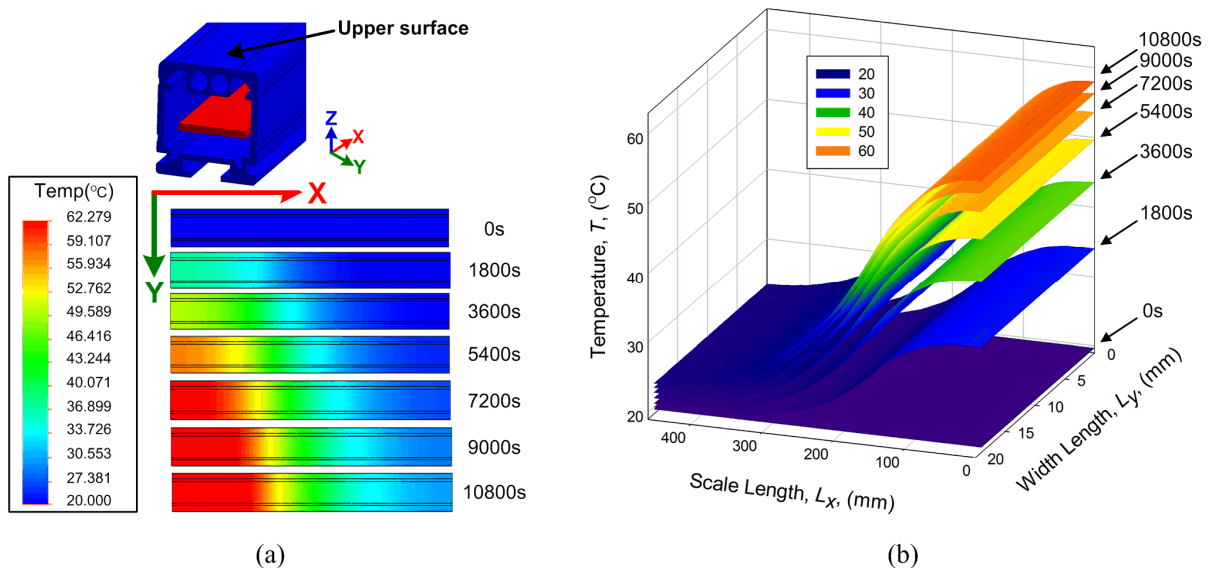 Upper surface
Z
X
Y
Temp(°C)
62.279
59.107
55.934
52.762
49.589
46.416
43.244
40.071
36.899
33.726
30.553
27.381
20.000
X
Y
0s
1800s
3600s
5400s
7200s
9000s
10800s
(a)
20
30
40
50
60
Temperature, T, (°C)
60
50
40
30
20
400
300
200
100
0
Scale Length, Lx, (mm)
0
5
10
15
20
Width Length, Ly, (mm)
10800s
9000s
7200s
5400s
3600s
1800s
0s
(b)